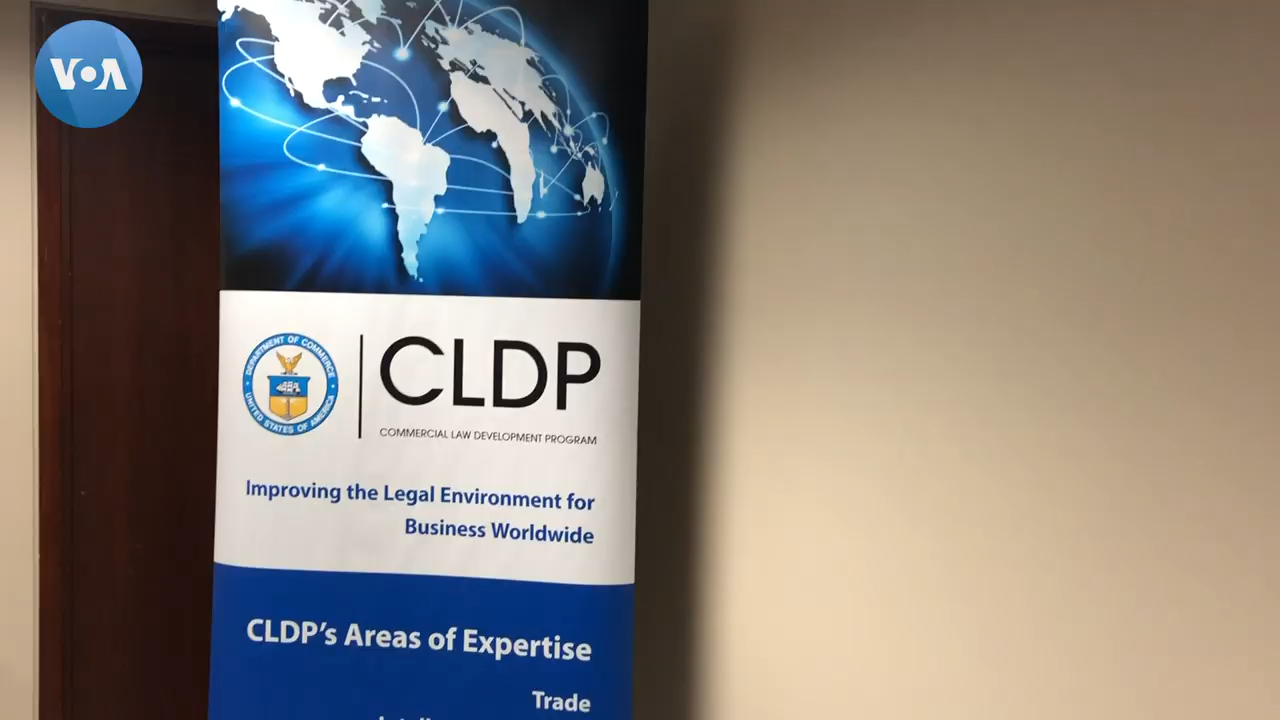 VOA
DEPARTMENT OF COMMERCE
UNITED STATES OF AMERICA
CLDP
COMMERCIAL LAW DEVELOPMENT PROGRAM
Improving the Legal Environment for
Business Worldwide
CLDP's Areas of Expertise
Trade